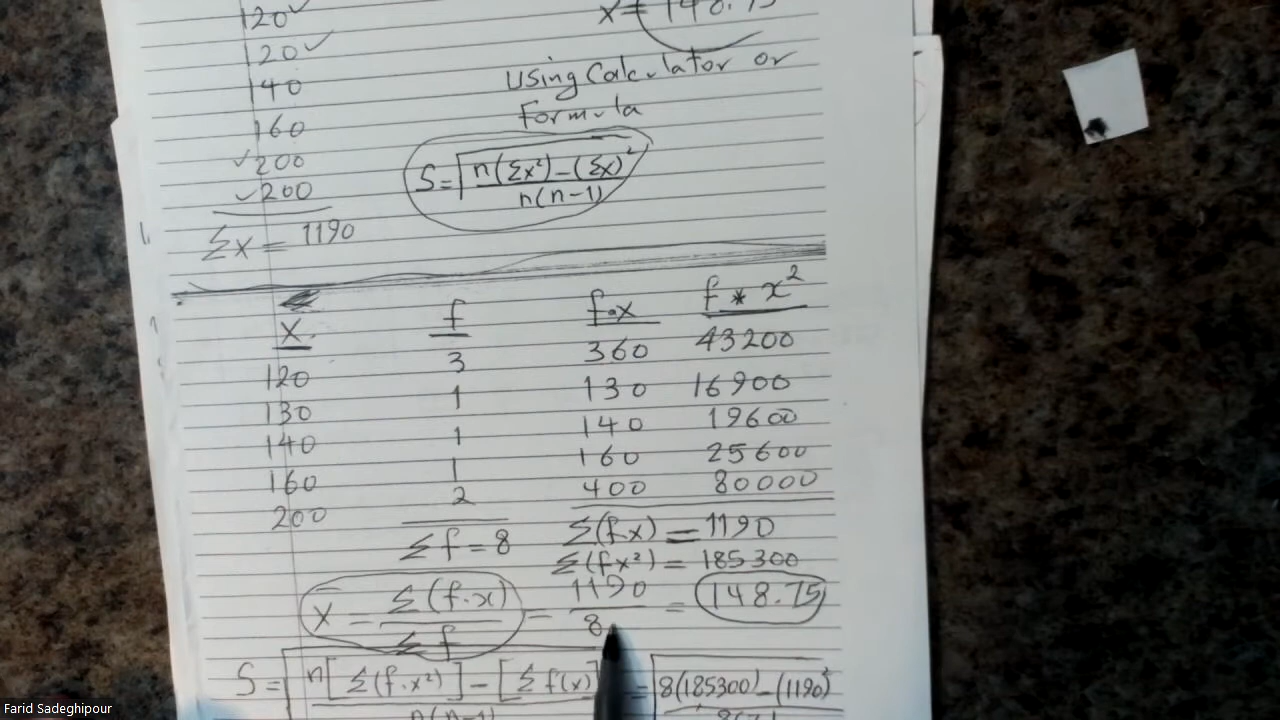 120✓
120✓
140
160
✓200
✓200
Σx = 1190
x̄ = 148.75
Using Calculator or
Formula
S = √ n(Σx²) - (Σx)² / n(n-1)
x f f·x f * x²
120 3 360 43200
130 1 130 16900
140 1 140 19600
160 1 160 25600
200 2 400 80000
Σf = 8 Σ(f·x) = 1190
Σ(fx²) = 185300
x̄ = Σ(f·x) / Σf = 1190 / 8 = 148.75
S = √ n[Σ(f·x²)] - [Σf(x)] / n(n-1) = √ 8(185300) - (1190)²
Farid Sadeghipour